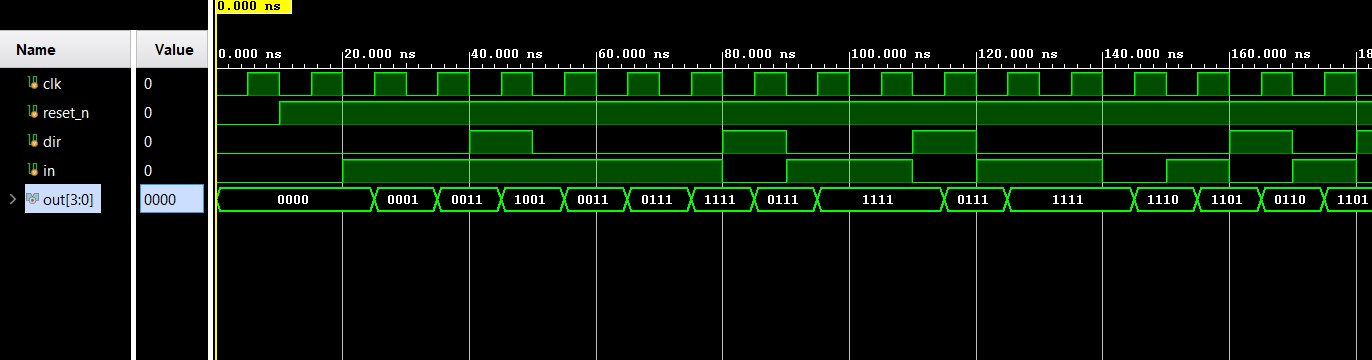 0.000 ns
Name Value
0.000 ns 20.000 ns 40.000 ns 60.000 ns 80.000 ns 100.000 ns 120.000 ns 140.000 ns 160.000 ns 18
clk 0
reset_n 0
dir 0
in 0
out[3:0] 0000 0000 0001 0011 1001 0011 0111 1111 0111 1111 0111 1111 1110 1101 0110 1101